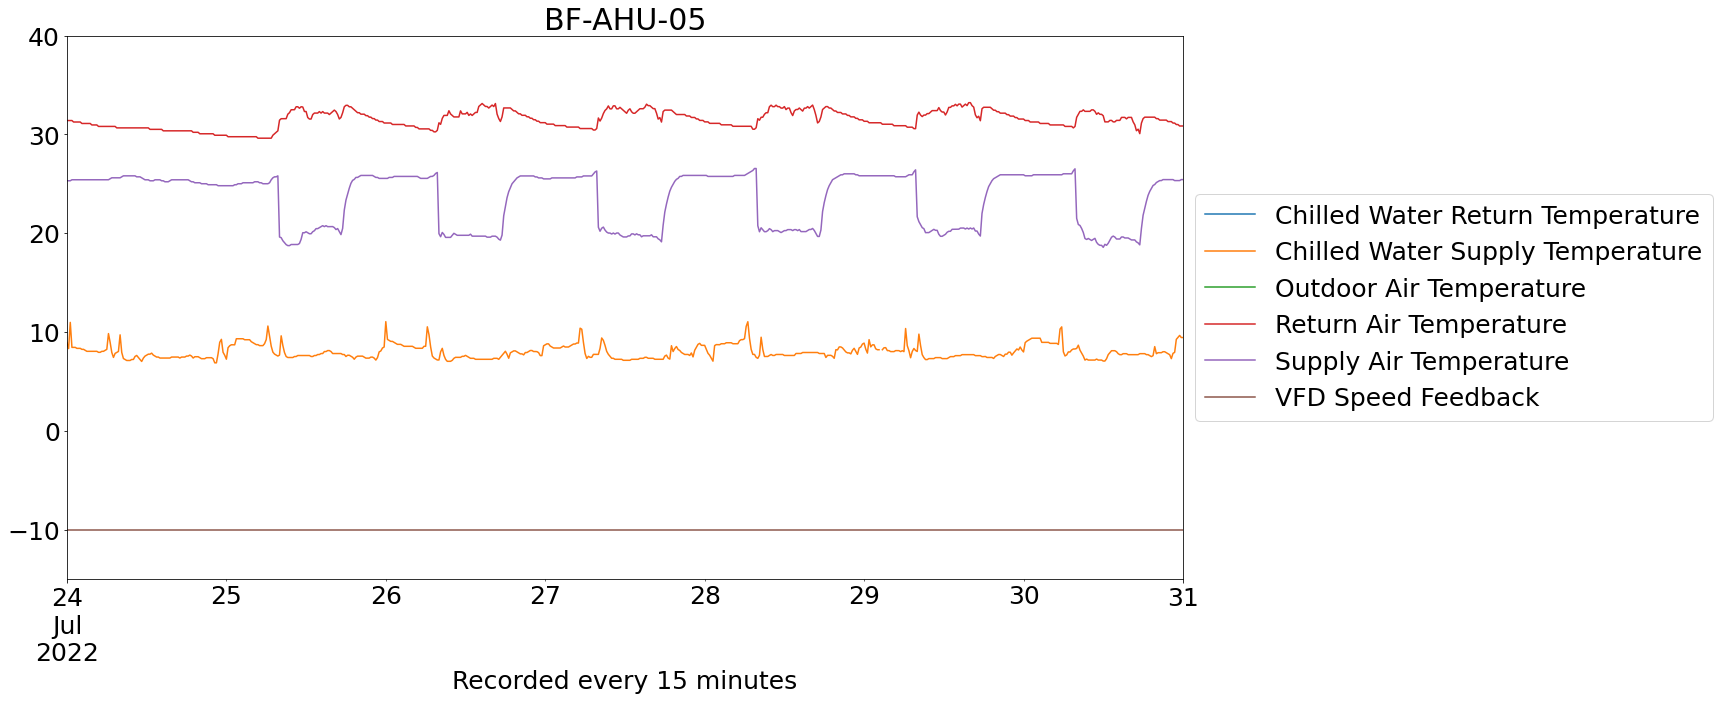 BF-AHU-05
40
30
20
10
0
−10
24
Jul
2022
25
26
27
28
29
30
31
Recorded every 15 minutes
Chilled Water Return Temperature
Chilled Water Supply Temperature
Outdoor Air Temperature
Return Air Temperature
Supply Air Temperature
VFD Speed Feedback